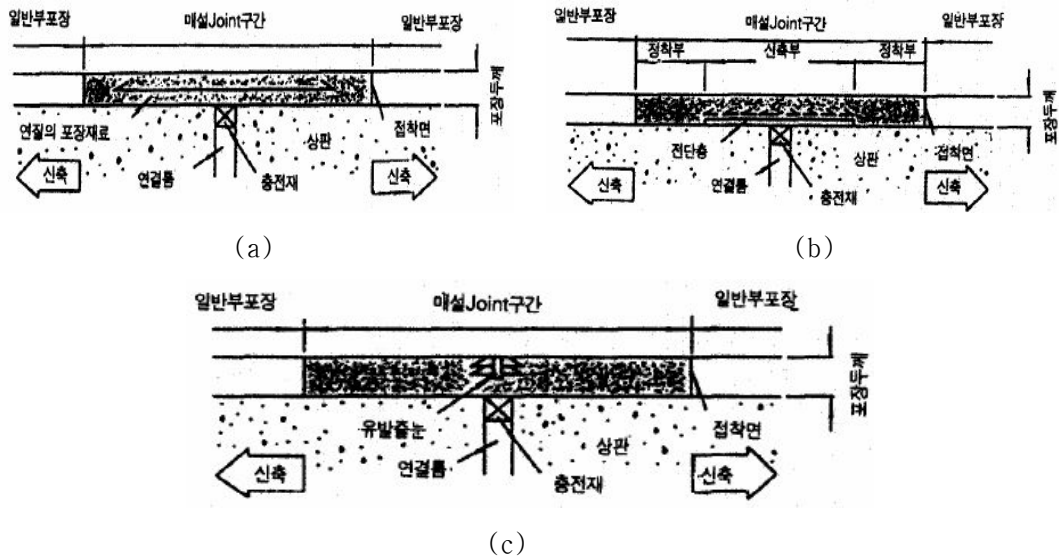 일반부포장 매설Joint구간 일반부포장
포장두께
연질의 포장재료 상판 접착면
신축 연결틈 충전재 신축
(a)
일반부포장 매설Joint구간 일반부포장
정착부 신축부 정착부
포장두께
전단층 상판 접착면
신축 연결틈 충전재 신축
(b)
일반부포장 매설Joint구간 일반부포장
포장두께
유발줄눈 상판 접착면
신축 연결틈 충전재 신축
(c)